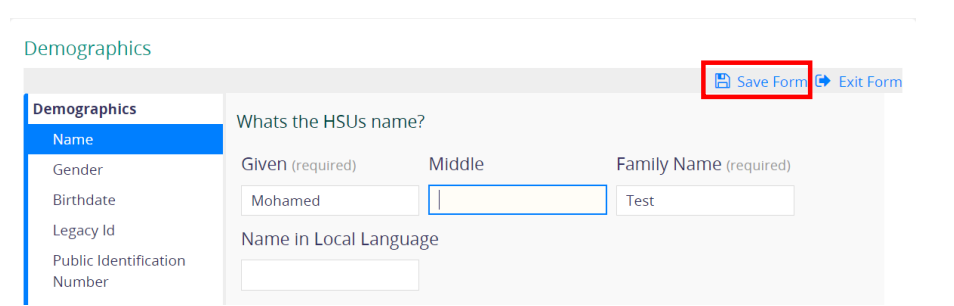 Demographics
Save Form Exit Form
Demographics
Name
Gender
Birthdate
Legacy Id
Public Identification
Number
Whats the HSUs name?
Given (required) Middle Family Name (required)
Mohamed Test
Name in Local Language